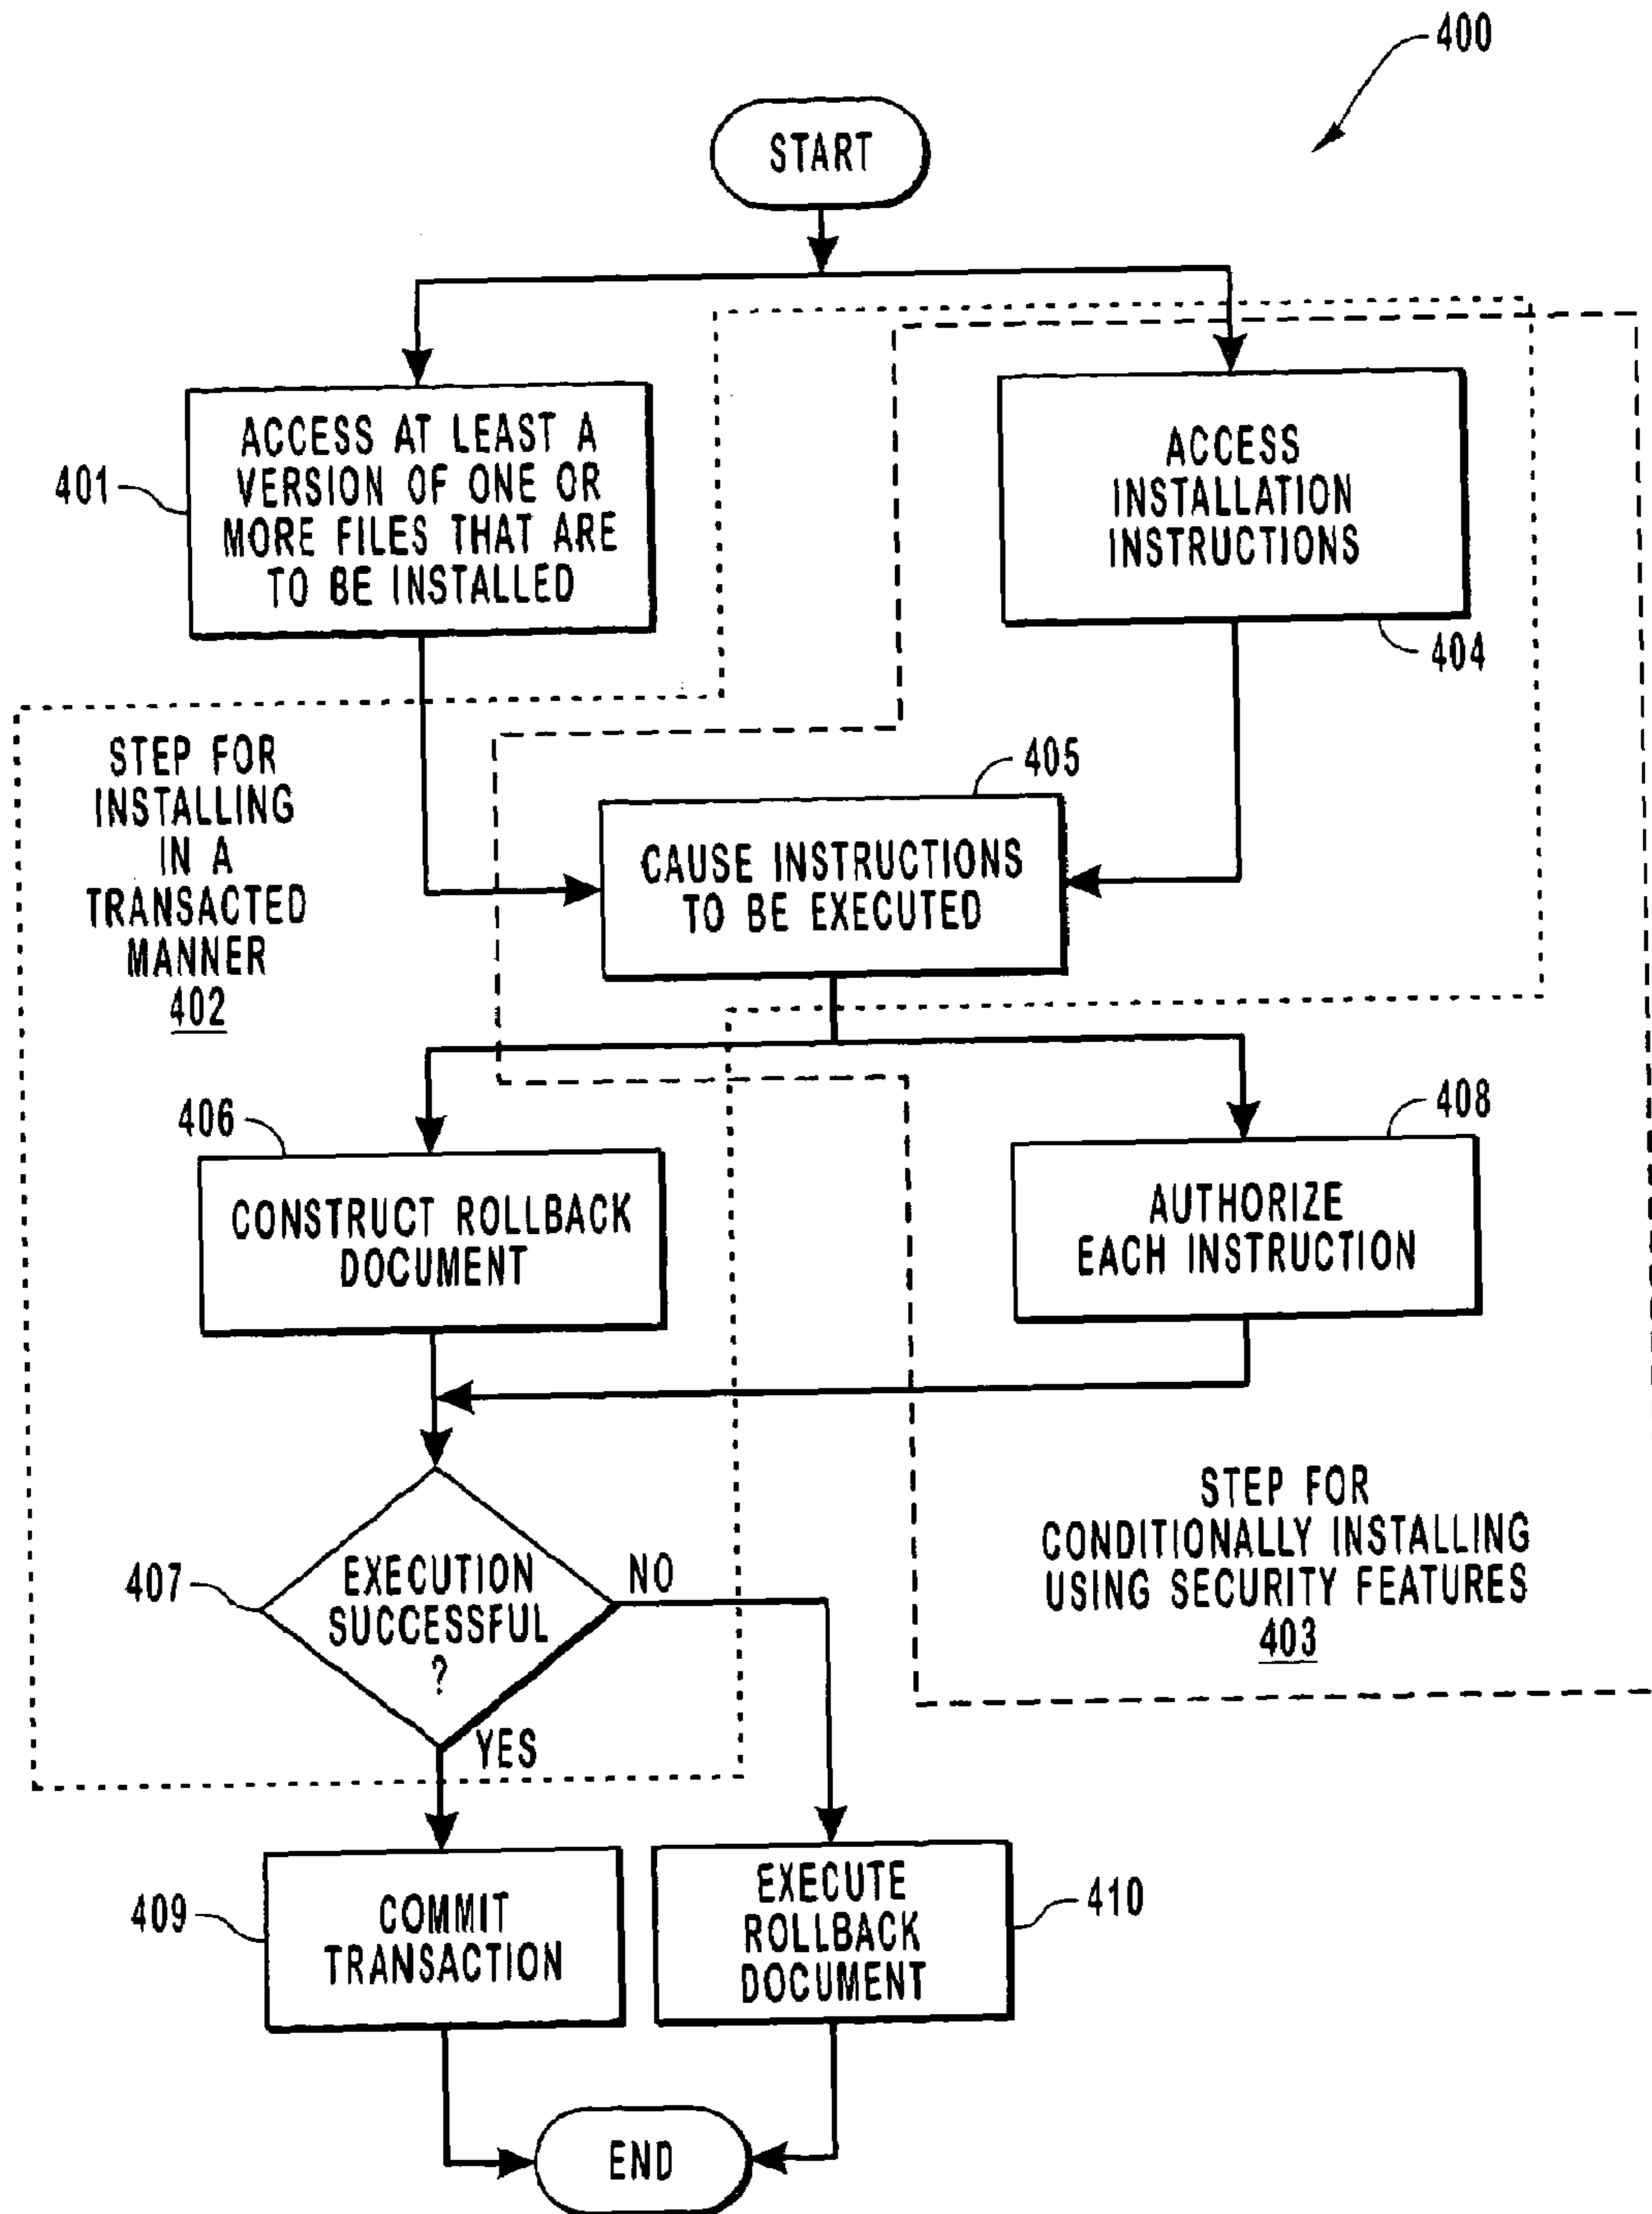 400
START
401
ACCESS AT LEAST A
VERSION OF ONE OR
MORE FILES THAT ARE
TO BE INSTALLED
ACCESS
INSTALLATION
INSTRUCTIONS
404
STEP FOR
INSTALLING
IN A
TRANSACTED
MANNER
402
405
CAUSE INSTRUCTIONS
TO BE EXECUTED
406
CONSTRUCT ROLLBACK
DOCUMENT
408
AUTHORIZE
EACH INSTRUCTION
407
EXECUTION
SUCCESSFUL
?
NO
YES
STEP FOR
CONDITIONALLY INSTALLING
USING SECURITY FEATURES
403
409
COMMIT
TRANSACTION
EXECUTE
ROLLBACK
DOCUMENT
410
END